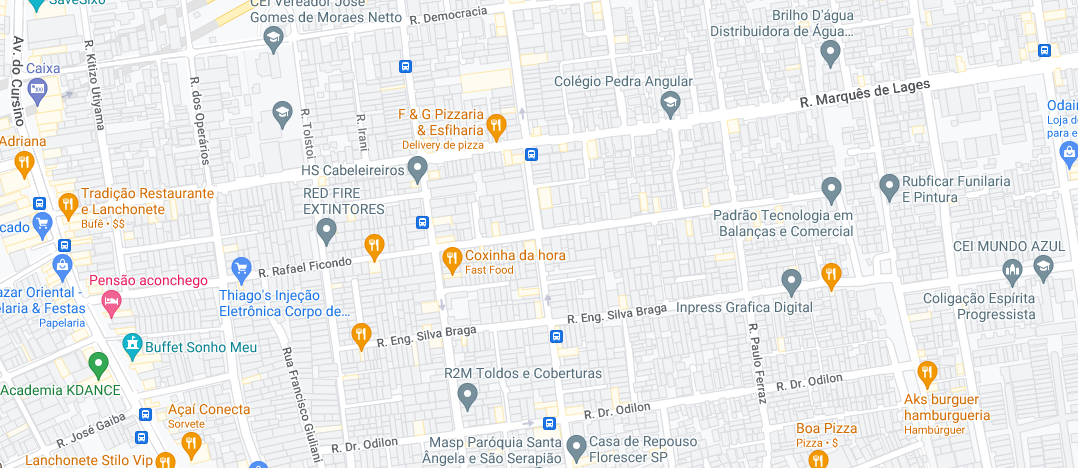 SaveSixo
CEI Vereador José
Gomes de Moraes Netto
R. Democracia
Brilho D'água
Distribuidora de Água...
Av. do Cursino
R. Kitizo Utiyama
Caixa
Colégio Pedra Angular
R. Marquês de Lages
R. dos Operários
R. Tolstoi
R. Irani
F & G Pizzaria
& Esfiharia
Delivery de pizza
Odair
Loja de
para e
Adriana
HS Cabeleireiros
RED FIRE
EXTINTORES
Tradição Restaurante
e Lanchonete
Bufê • $$
Rubficar Funilaria
E Pintura
Padrão Tecnologia em
Balanças e Comercial
cado
CEI MUNDO AZUL
Coxinha da hora
Fast Food
R. Rafael Ficondo
Pensão aconchego
Thiago's Injeção
Eletrônica Corpo de...
azar Oriental -
elaria & Festas
Papelaria
Inpress Grafica Digital
Coligação Espírita
Progressista
R. Eng. Silva Braga
R. Eng. Silva Braga
Buffet Sonho Meu
R. Paulo Ferraz
Rua Francisco Giuliani
R2M Toldos e Coberturas
R. Dr. Odilon
Academia KDANCE
Aks burguer
hamburgueria
Hambúrguer
Açaí Conecta
Sorvete
R. Dr. Odilon
R. José Gaiba
R. Dr. Odilon
Masp Paróquia Santa
Ângela e São Serapião
Casa de Repouso
Florescer SP
Boa Pizza
Pizza • $
Lanchonete Stilo Vip